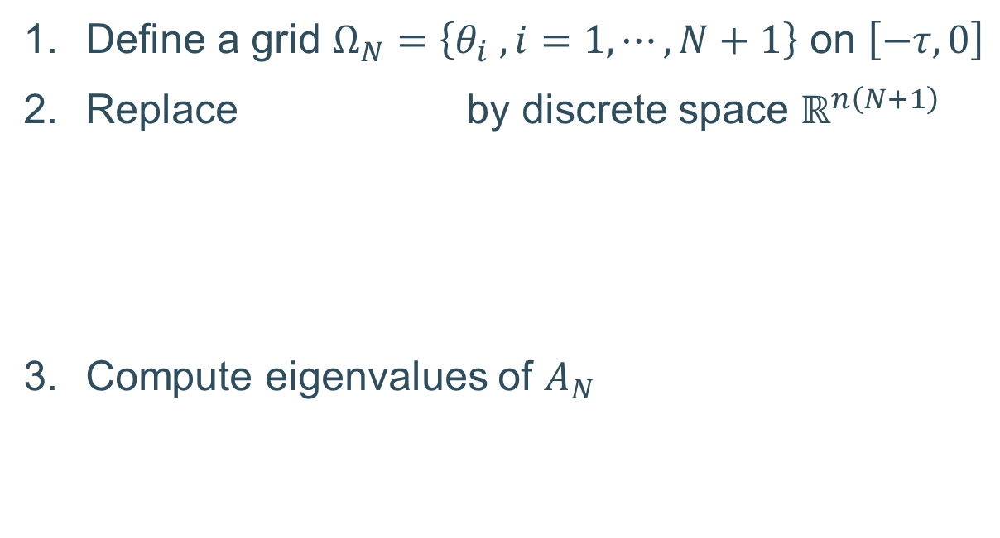 1. Define a grid Ω_N = {θ_i , i = 1, ⋯ , N + 1} on [−τ, 0]
2. Replace by discrete space ℝ^{n(N+1)}
3. Compute eigenvalues of A_N